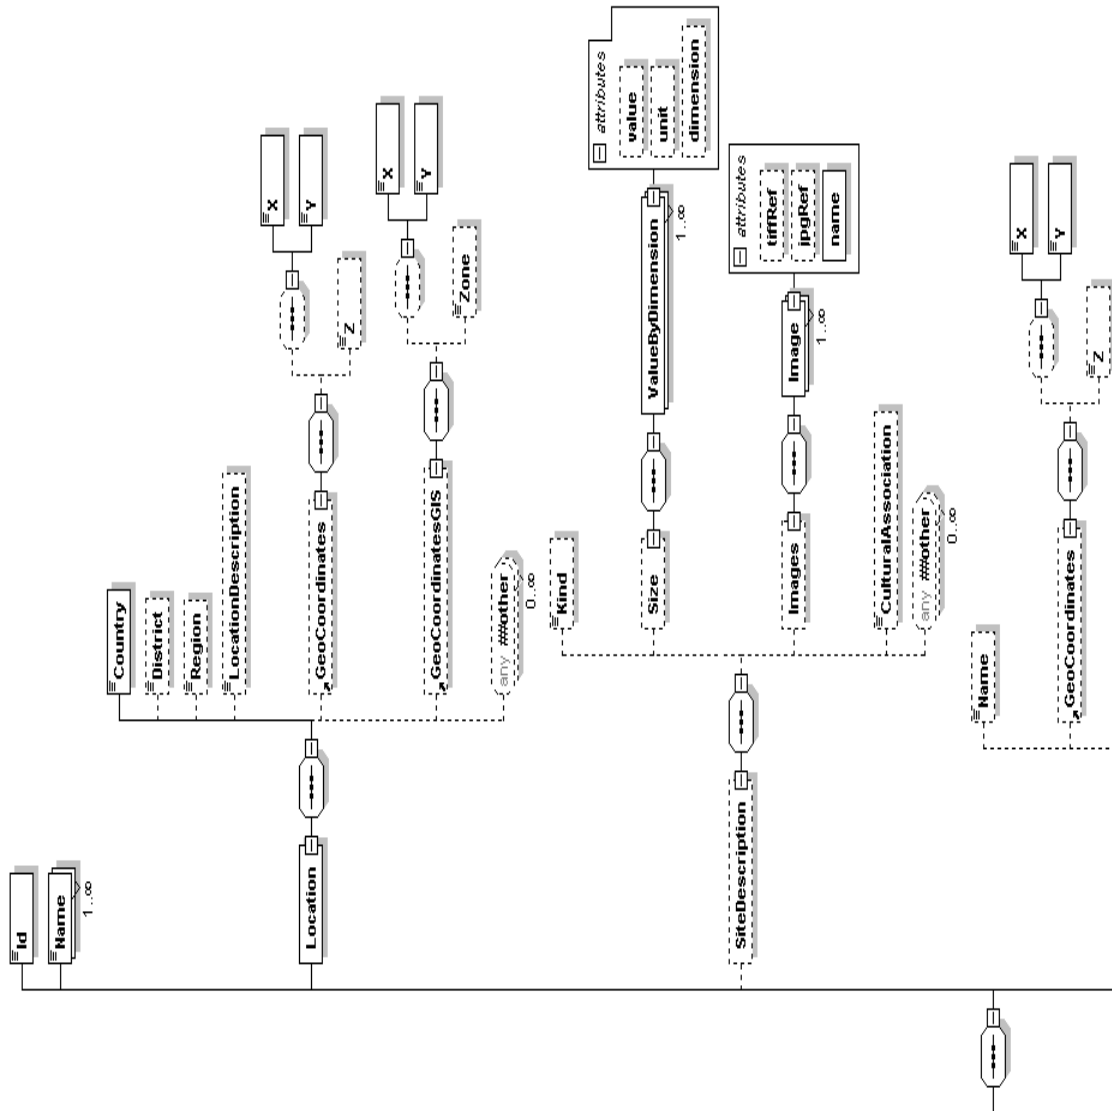 Id
Name
1..∞
Location
Country
District
Region
LocationDescription
GeoCoordinates
X
Y
Z
GeoCoordinatesGIS
X
Y
Zone
any ##other
0..∞
SiteDescription
Kind
Size
ValueByDimension
1..∞
attributes
value
unit
dimension
Images
Image
1..∞
attributes
tiffRef
jpgRef
name
CulturalAssociation
any ##other
0..∞
Name
GeoCoordinates
X
Y
Z